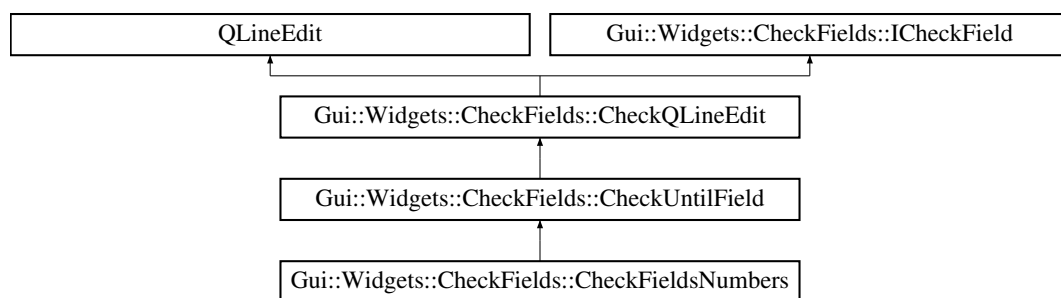 QLineEdit
Gui::Widgets::CheckFields::ICheckField
Gui::Widgets::CheckFields::CheckQLineEdit
Gui::Widgets::CheckFields::CheckUntilField
Gui::Widgets::CheckFields::CheckFieldsNumbers